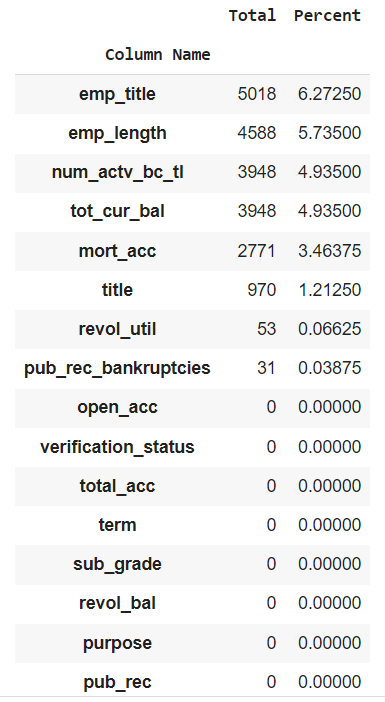 Total Percent
Column Name
emp_title 5018 6.27250
emp_length 4588 5.73500
num_actv_bc_tl 3948 4.93500
tot_cur_bal 3948 4.93500
mort_acc 2771 3.46375
title 970 1.21250
revol_util 53 0.06625
pub_rec_bankruptcies 31 0.03875
open_acc 0 0.00000
verification_status 0 0.00000
total_acc 0 0.00000
term 0 0.00000
sub_grade 0 0.00000
revol_bal 0 0.00000
purpose 0 0.00000
pub_rec 0 0.00000